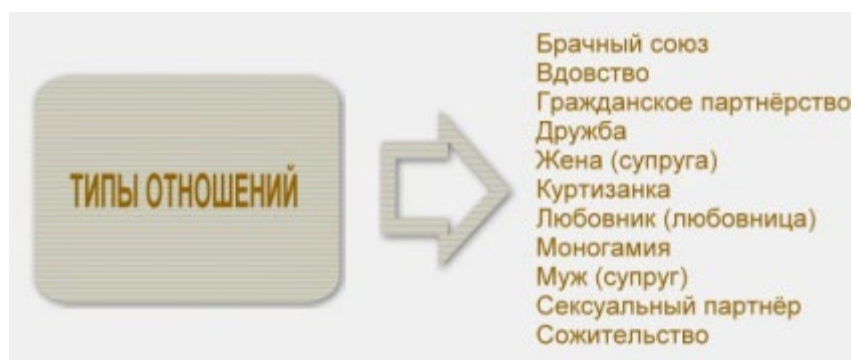 ТИПЫ ОТНОШЕНИЙ
Брачный союз
Вдовство
Гражданское партнёрство
Дружба
Жена (супруга)
Куртизанка
Любовник (любовница)
Моногамия
Муж (супруг)
Сексуальный партнёр
Сожительство